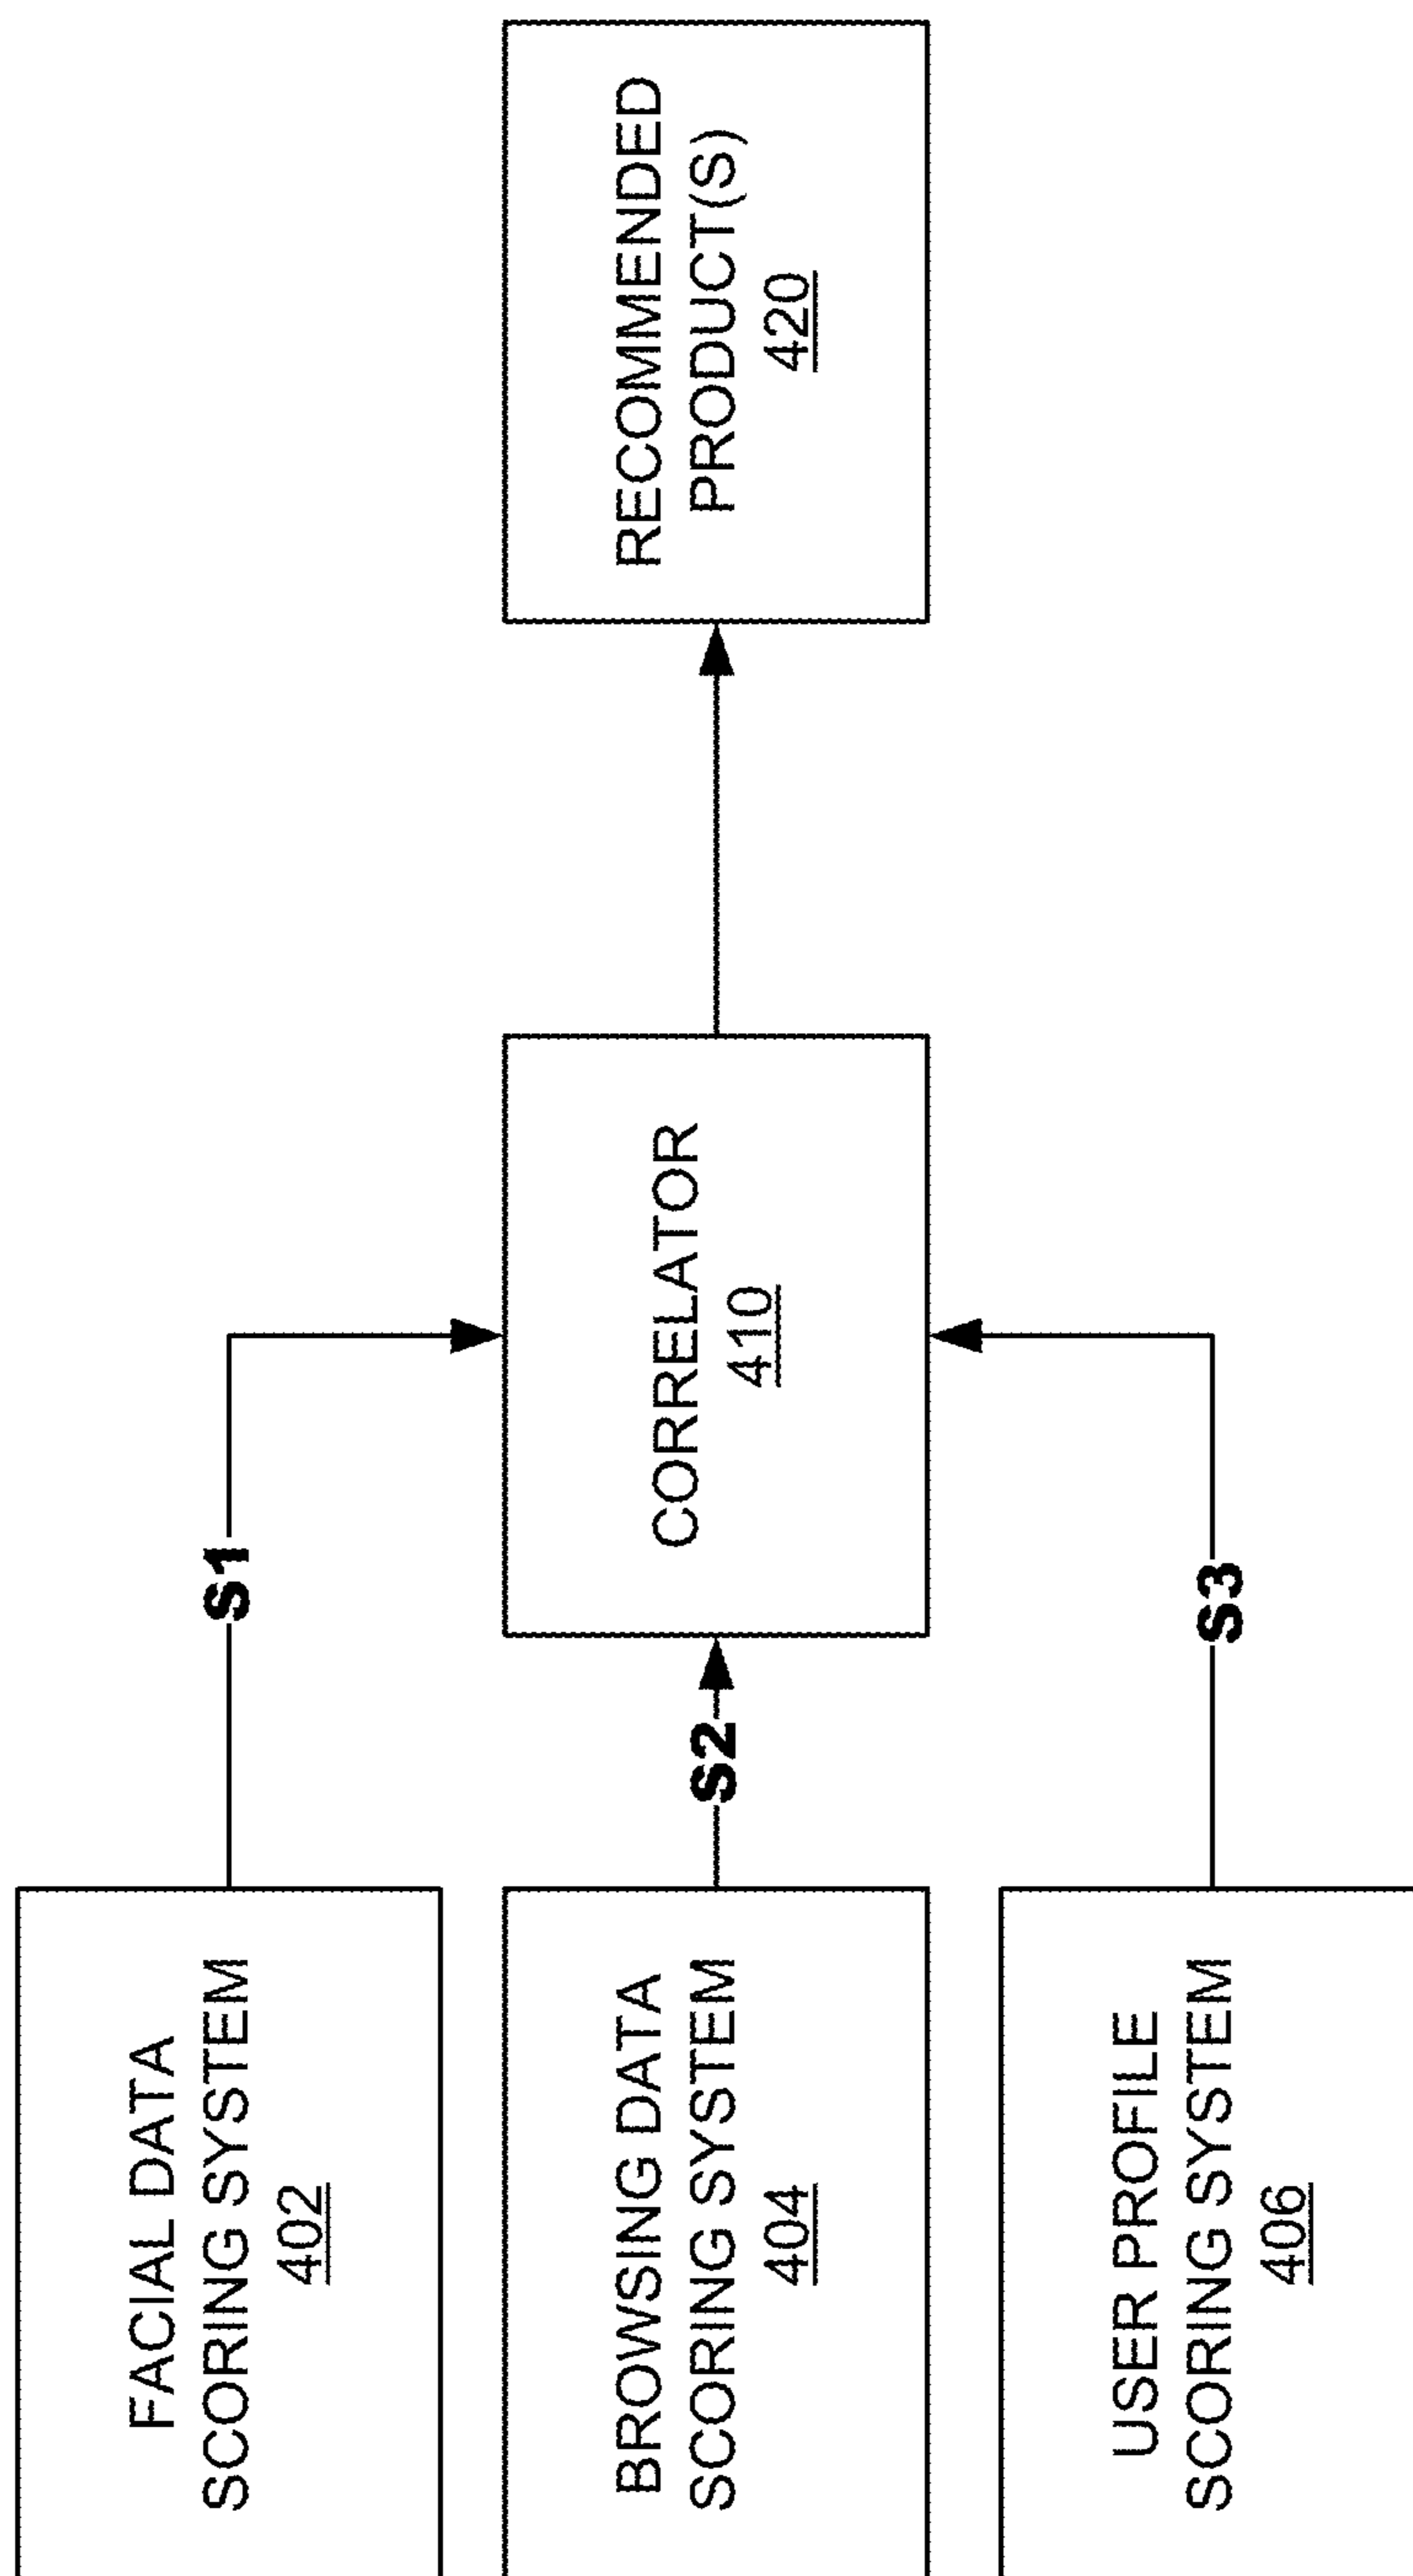 FACIAL DATA
SCORING SYSTEM
402
BROWSING DATA
SCORING SYSTEM
404
USER PROFILE
SCORING SYSTEM
406
S1
S2
S3
CORRELATOR
410
RECOMMENDED
PRODUCT(S)
420